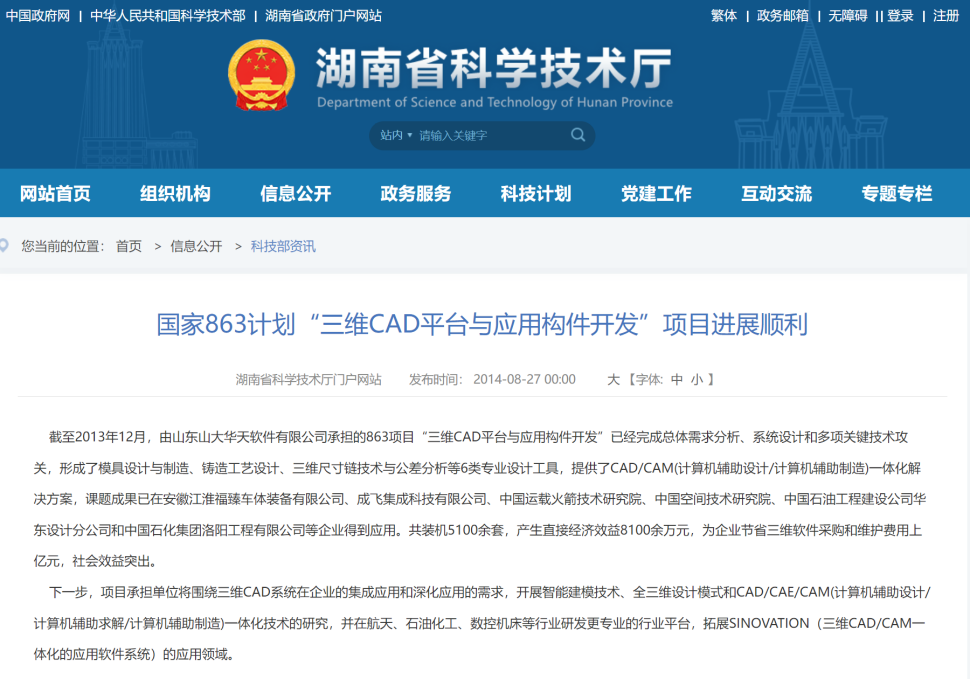 中国政府网 | 中华人民共和国科学技术部 | 湖南省政府门户网站
繁体 | 政务邮箱 | 无障碍 || 登录 | 注册
湖南省科学技术厅
Department of Science and Technology of Hunan Province
站内 ▾ 请输入关键字
网站首页 组织机构 信息公开 政务服务 科技计划 党建工作 互动交流 专题专栏
您当前的位置： 首页 > 信息公开 > 科技部资讯
国家863计划“三维CAD平台与应用构件开发”项目进展顺利
湖南省科学技术厅门户网站 发布时间： 2014-08-27 00:00 大 【字体: 中 小 】
截至2013年12月，由山东山大华天软件有限公司承担的863项目“三维CAD平台与应用构件开发”已经完成总体需求分析、系统设计和多项关键技术攻
关，形成了模具设计与制造、铸造工艺设计、三维尺寸链技术与公差分析等6类专业设计工具，提供了CAD/CAM(计算机辅助设计/计算机辅助制造)一体化解
决方案，课题成果已在安徽江淮福臻车体装备有限公司、成飞集成科技有限公司、中国运载火箭技术研究院、中国空间技术研究院、中国石油工程建设公司华
东设计分公司和中国石化集团洛阳工程有限公司等企业得到应用。共装机5100余套，产生直接经济效益8100余万元，为企业节省三维软件采购和维护费用上
亿元，社会效益突出。
下一步，项目承担单位将围绕三维CAD系统在企业的集成应用和深化应用的需求，开展智能建模技术、全三维设计模式和CAD/CAE/CAM(计算机辅助设计/
计算机辅助求解/计算机辅助制造)一体化技术的研究，并在航天、石油化工、数控机床等行业研发更专业的行业平台，拓展SINOVATION（三维CAD/CAM一
体化的应用软件系统）的应用领域。